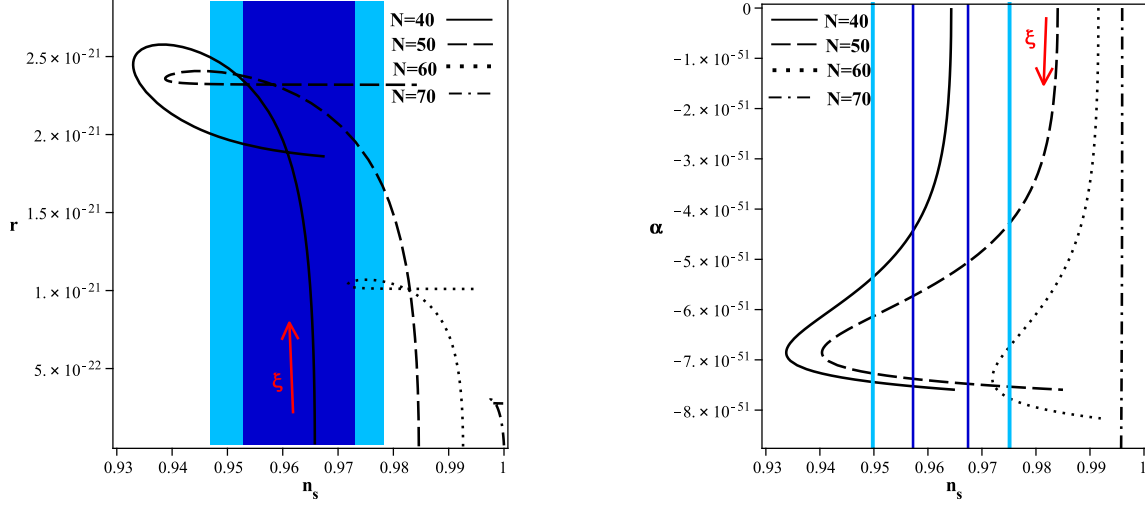 N=40
N=50
N=60
N=70
2.5 × 10⁻²¹
2. × 10⁻²¹
1.5 × 10⁻²¹
1. × 10⁻²¹
5. × 10⁻²²
r
ξ
0.93 0.94 0.95 0.96 0.97 0.98 0.99 1
nₛ
N=40
N=50
N=60
N=70
0
−1. × 10⁻⁵¹
−2. × 10⁻⁵¹
−3. × 10⁻⁵¹
−4. × 10⁻⁵¹
−5. × 10⁻⁵¹
−6. × 10⁻⁵¹
−7. × 10⁻⁵¹
−8. × 10⁻⁵¹
α
ξ
0.93 0.94 0.95 0.96 0.97 0.98 0.99 1
nₛ